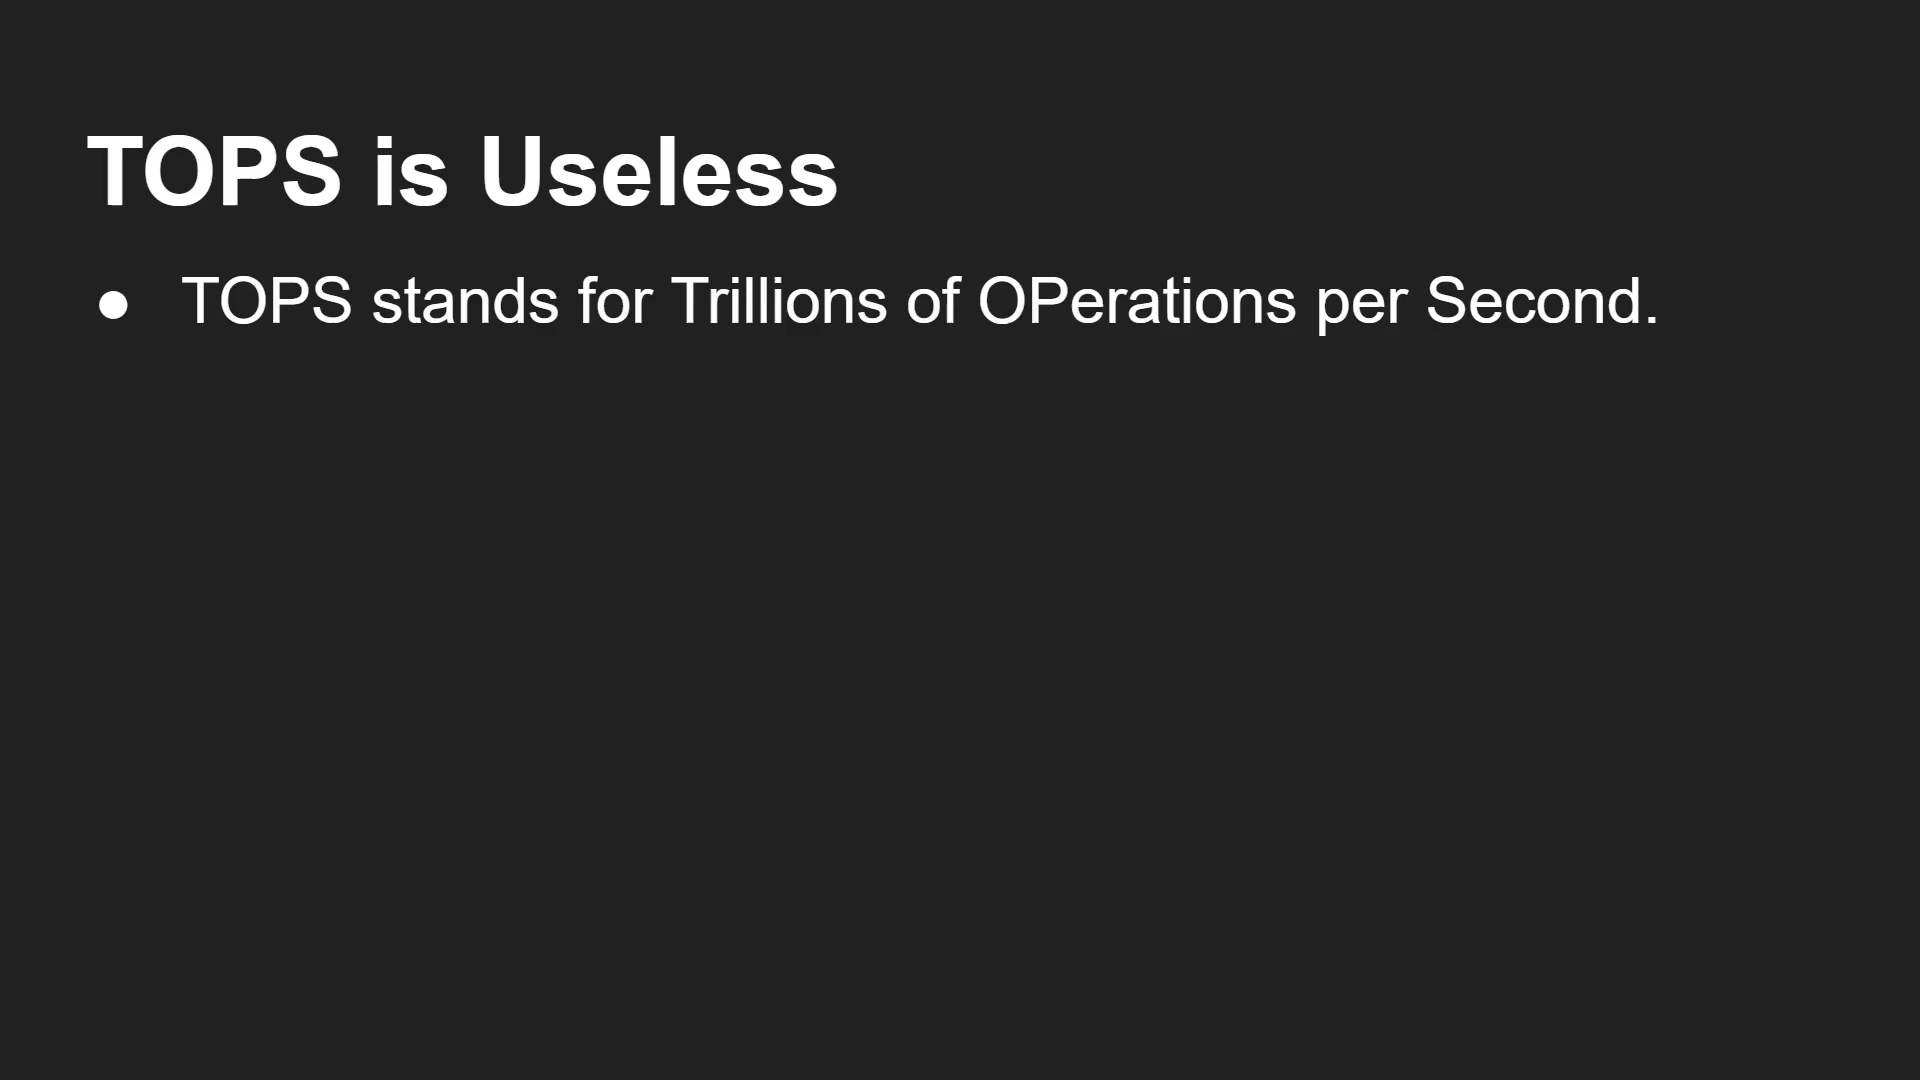 TOPS is Useless
● TOPS stands for Trillions of OPerations per Second.